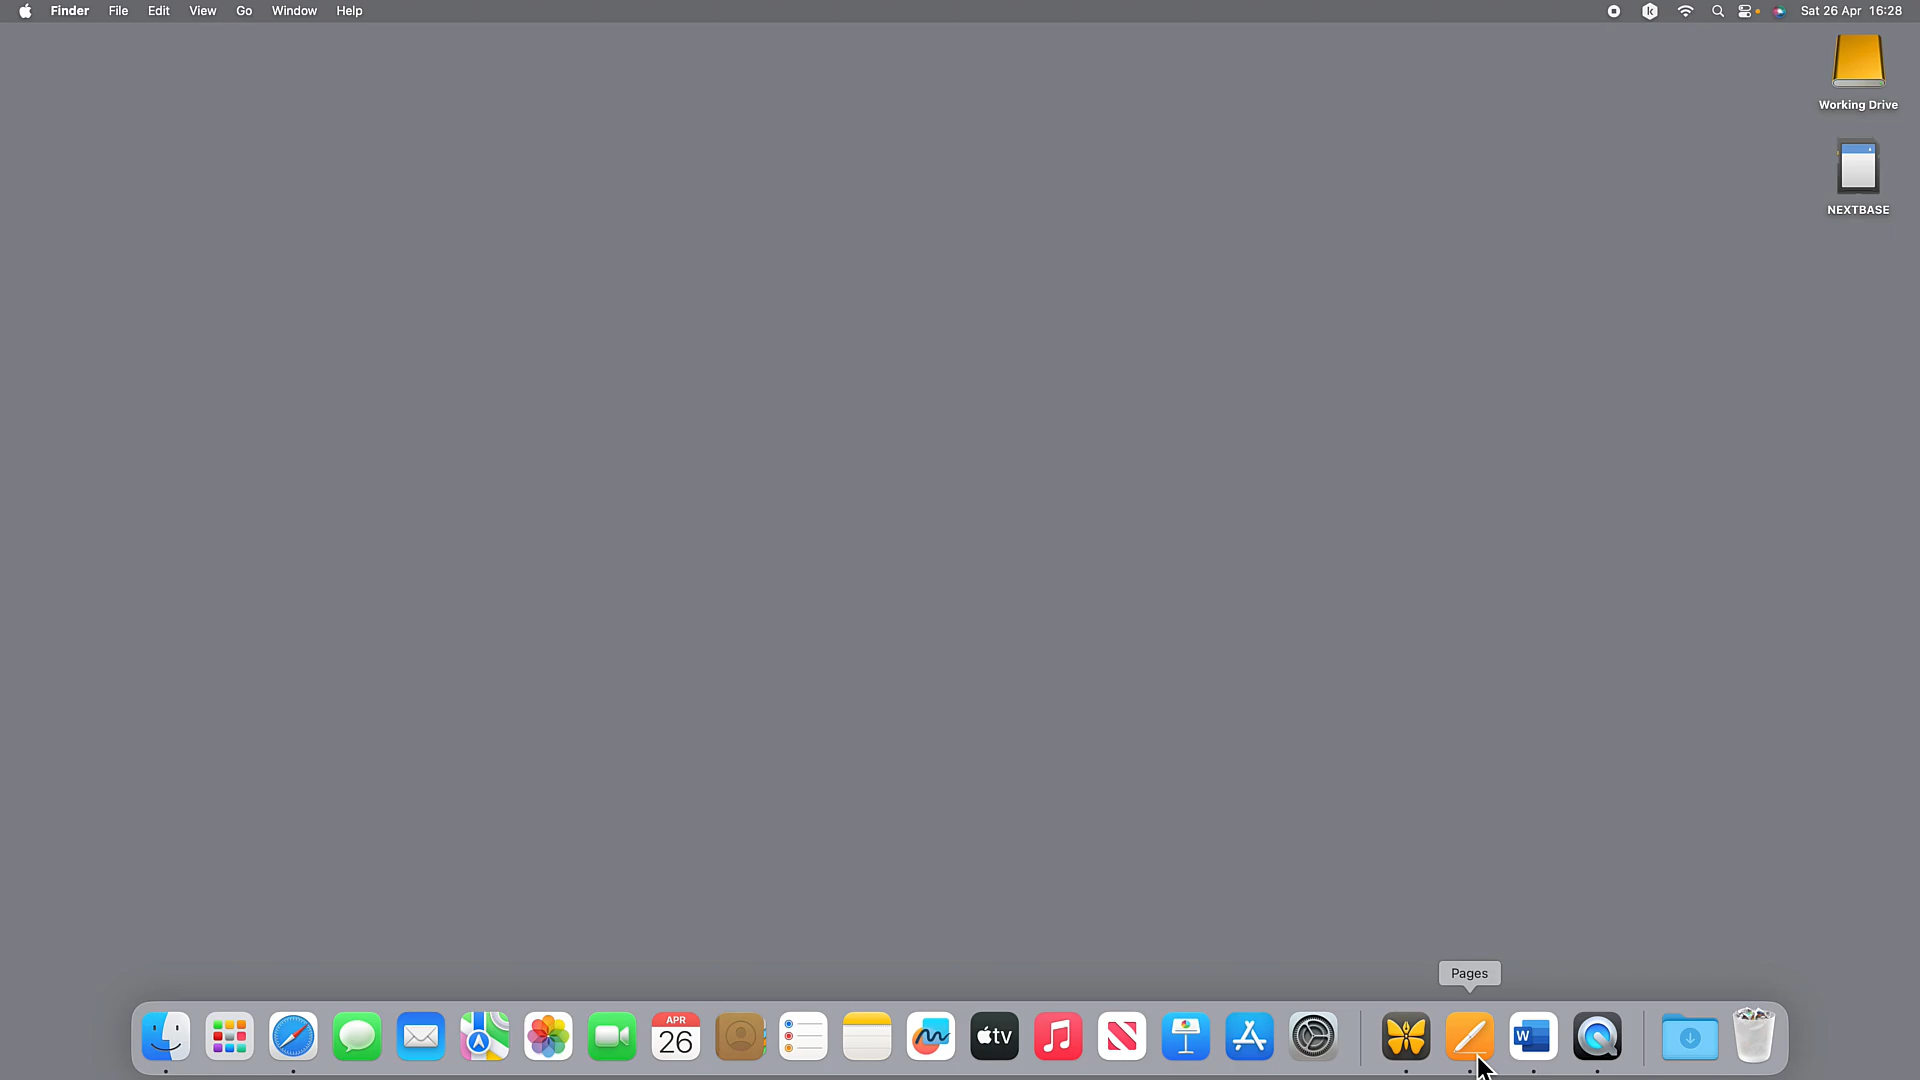 Finder File Edit View Go Window Help Sat 26 Apr 16:28
Working Drive
NEXTBASE
Pages
APR
26
tv
W